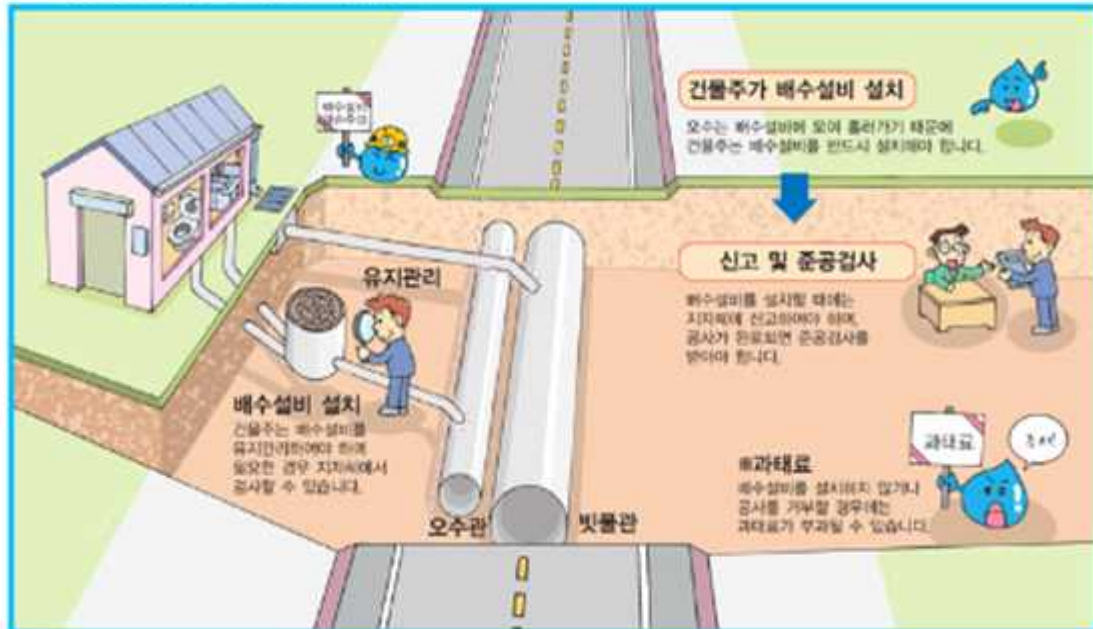 건물주가 배수설비 설치
오수는 배수설비에 모여 흘러가기 때문에
건물주는 배수설비를 반드시 설치해야 합니다.
배수설비
신고 및 준공검사
배수설비를 설치할 때에는
지자체에 신고하여야 하며,
공사가 완료되면 준공검사를
받아야 합니다.
유지관리
배수설비 설치
건물주는 배수설비를
유지관리하여야 하며
필요한 경우 지자체에서
검사할 수 있습니다.
과태료
※과태료
배수설비를 설치하지 않거나
공사를 거부할 경우에는
과태료가 부과될 수 있습니다.
오수관
빗물관